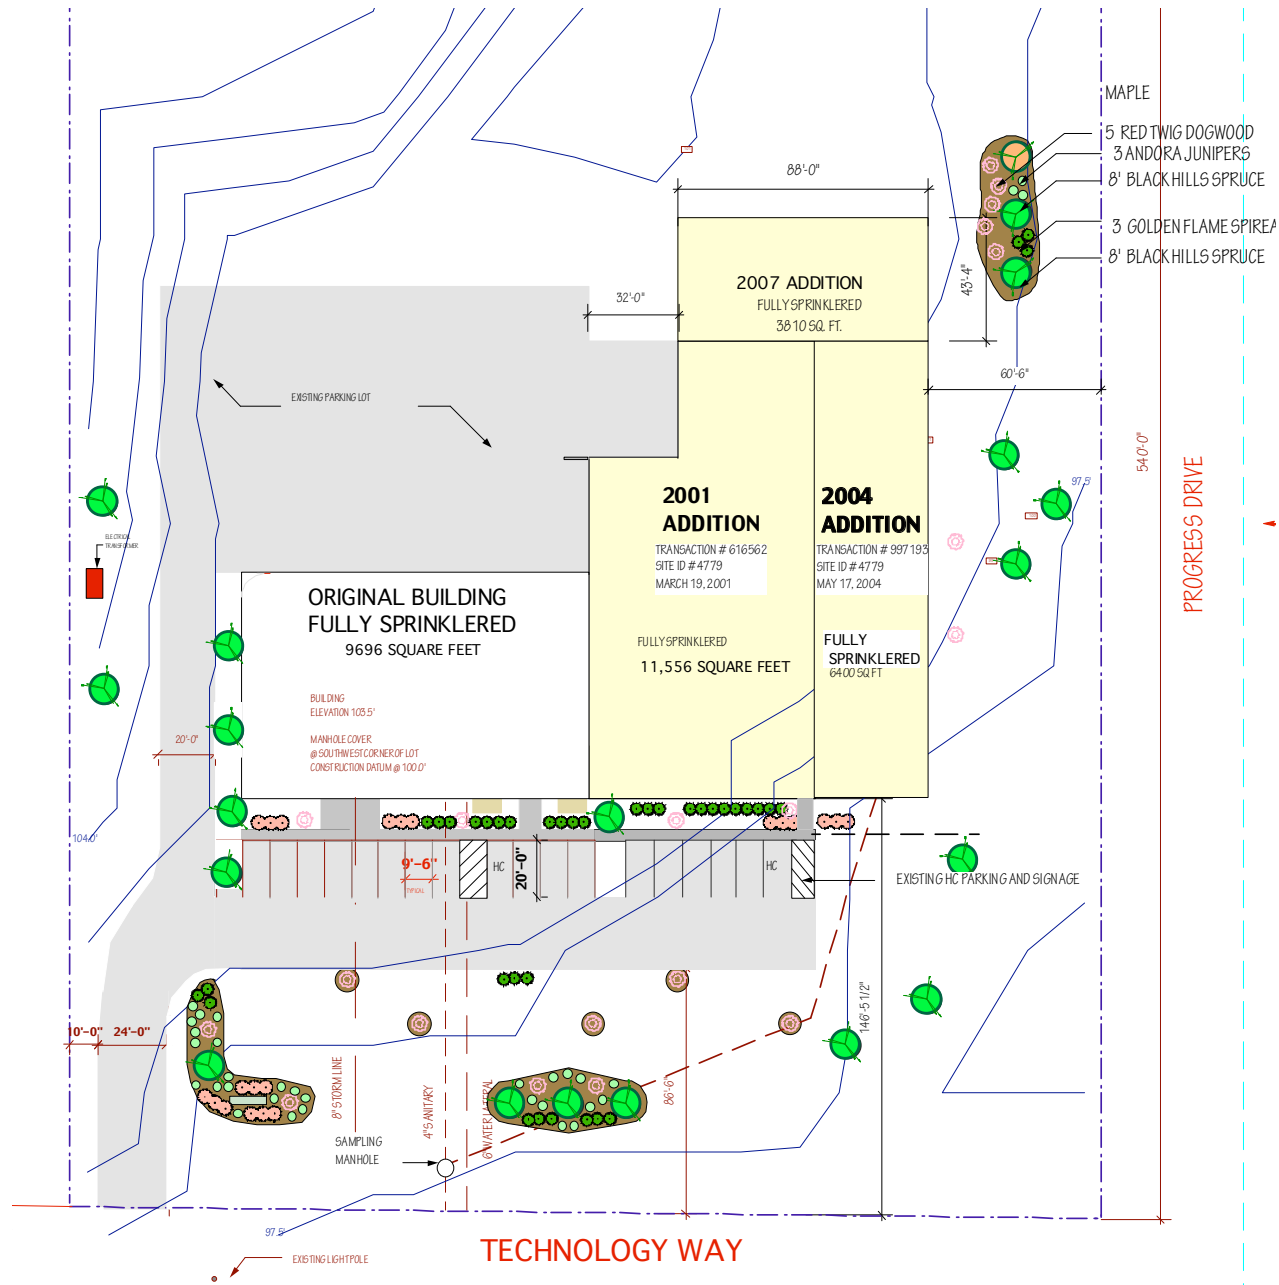 MAPLE
5 RED TWIG DOGWOOD
3 ANDORA JUNIPERS
8' BLACK HILLS SPRUCE
3 GOLDEN FLAME SPIREA
8' BLACK HILLS SPRUCE
88'-0"
43'-4"
32'-0"
2007 ADDITION
FULLY SPRINKLERED
3810 SQ. FT.
60'-6"
EXISTING PARKING LOT
540'-0"
PROGRESS DRIVE
97.5'
2001
ADDITION
TRANSACTION # 616562
SITE ID # 4779
MARCH 19, 2001
FULLY SPRINKLERED
11,556 SQUARE FEET
2004
ADDITION
TRANSACTION # 997193
SITE ID # 4779
MAY 17, 2004
FULLY
SPRINKLERED
6400 SQ FT
ELECTRICAL
TRANSFORMER
ORIGINAL BUILDING
FULLY SPRINKLERED
9696 SQUARE FEET
BUILDING
ELEVATION 103.5'
MANHOLE COVER
@ SOUTHWEST CORNER OF LOT
CONSTRUCTION DATUM @ 100.0'
20'-0"
104.0'
9'-6"
TYPICAL
HC
20'-0"
HC
EXISTING HC PARKING AND SIGNAGE
10'-0"
24'-0"
146'-5 1/2"
86'-6"
8" STORM LINE
4" SANITARY
6" WATER LATERAL
SAMPLING
MANHOLE
97.5'
EXISTING LIGHT POLE
TECHNOLOGY WAY